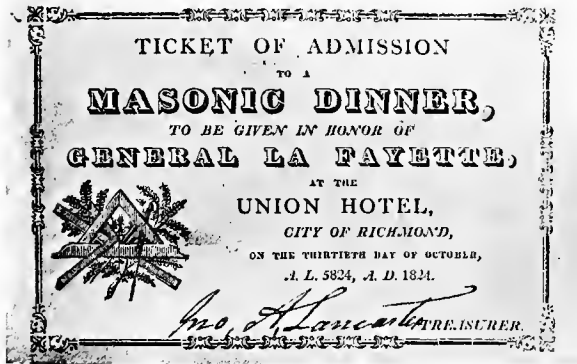 TICKET OF ADMISSION
TO A
MASONIC DINNER,
TO BE GIVEN IN HONOR OF
GENERAL LA FAYETTE,
AT THE
UNION HOTEL,
CITY OF RICHMOND,
ON THE THIRTIETH DAY OF OCTOBER,
A. L. 5824, A. D. 1824.
Jno. A. Lancaster TREASURER.